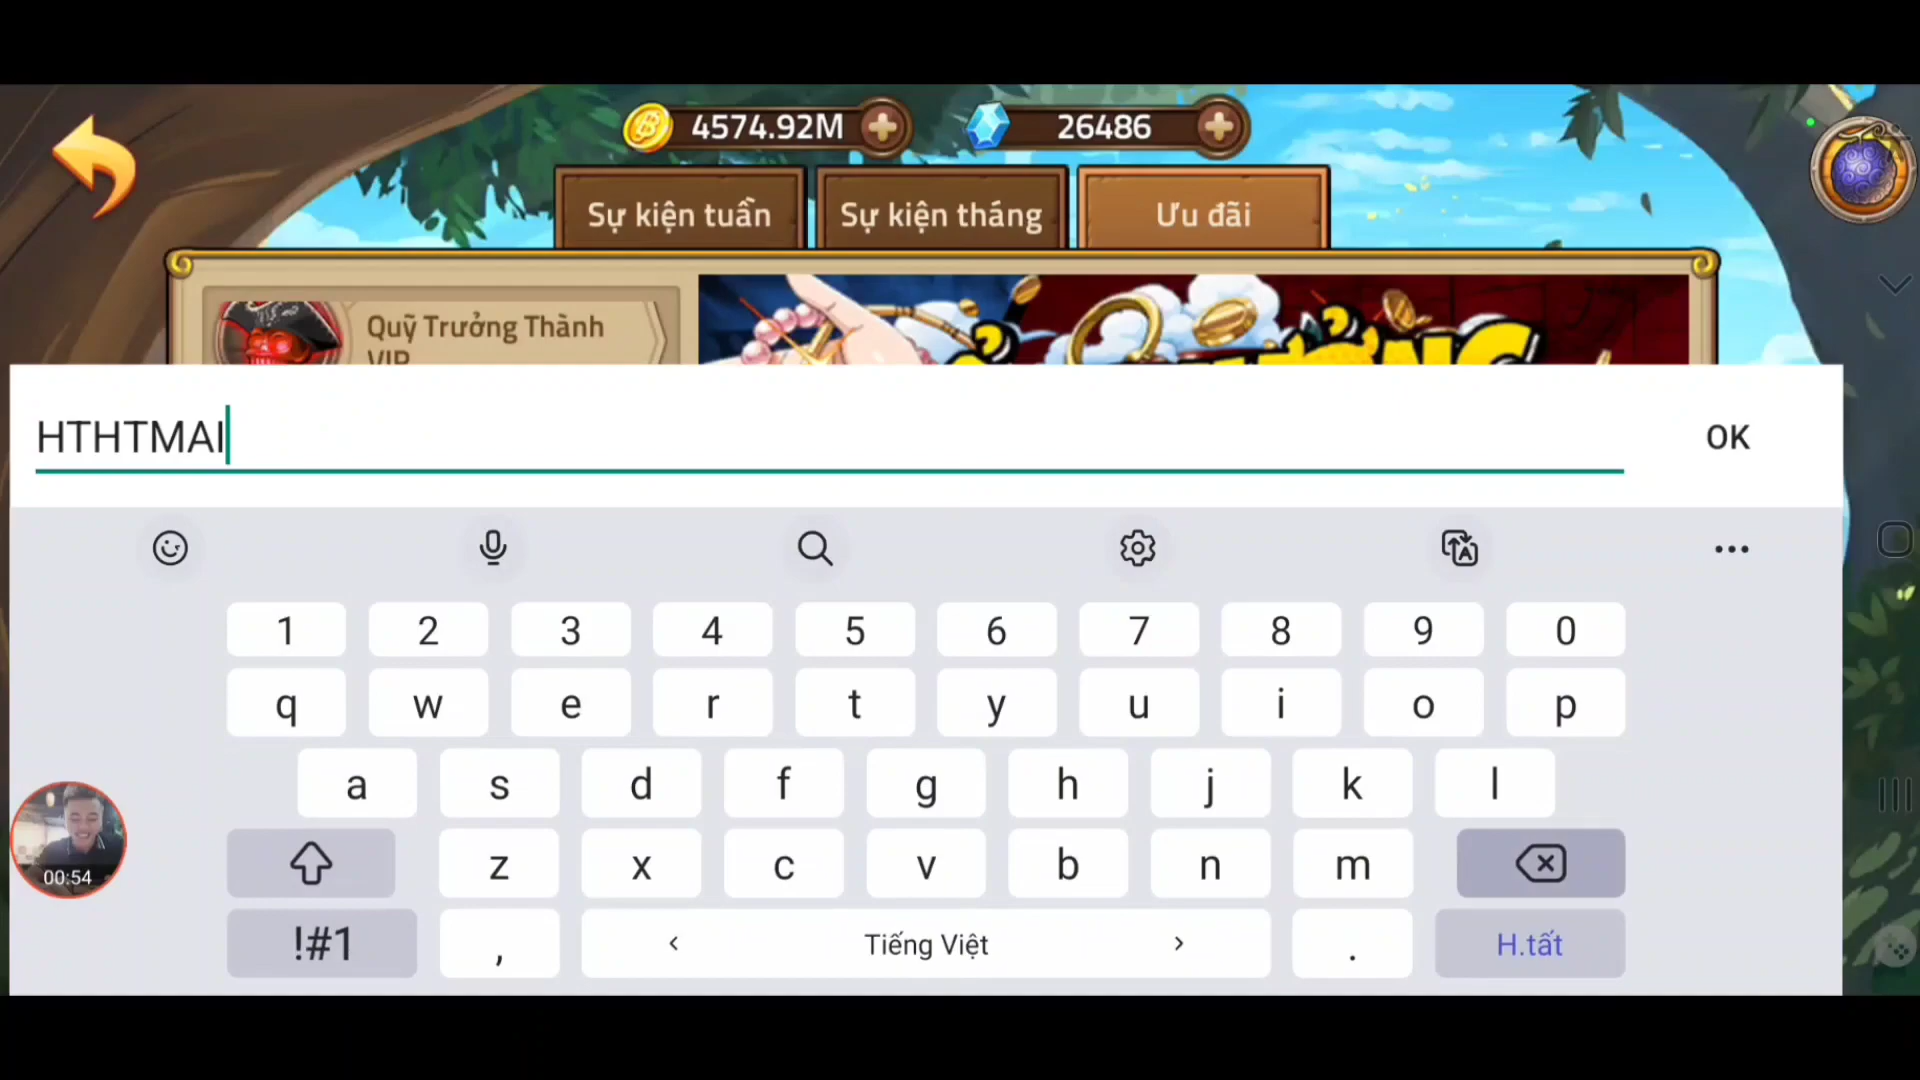 4574.92M 26486
Sự kiện tuần Sự kiện tháng Ưu đãi
Quỹ Trưởng Thành
VIP
HTHTMAI OK
1 2 3 4 5 6 7 8 9 0
q w e r t y u i o p
a s d f g h j k l
z x c v b n m
00:54
!#1 , < Tiếng Việt > . H.tất